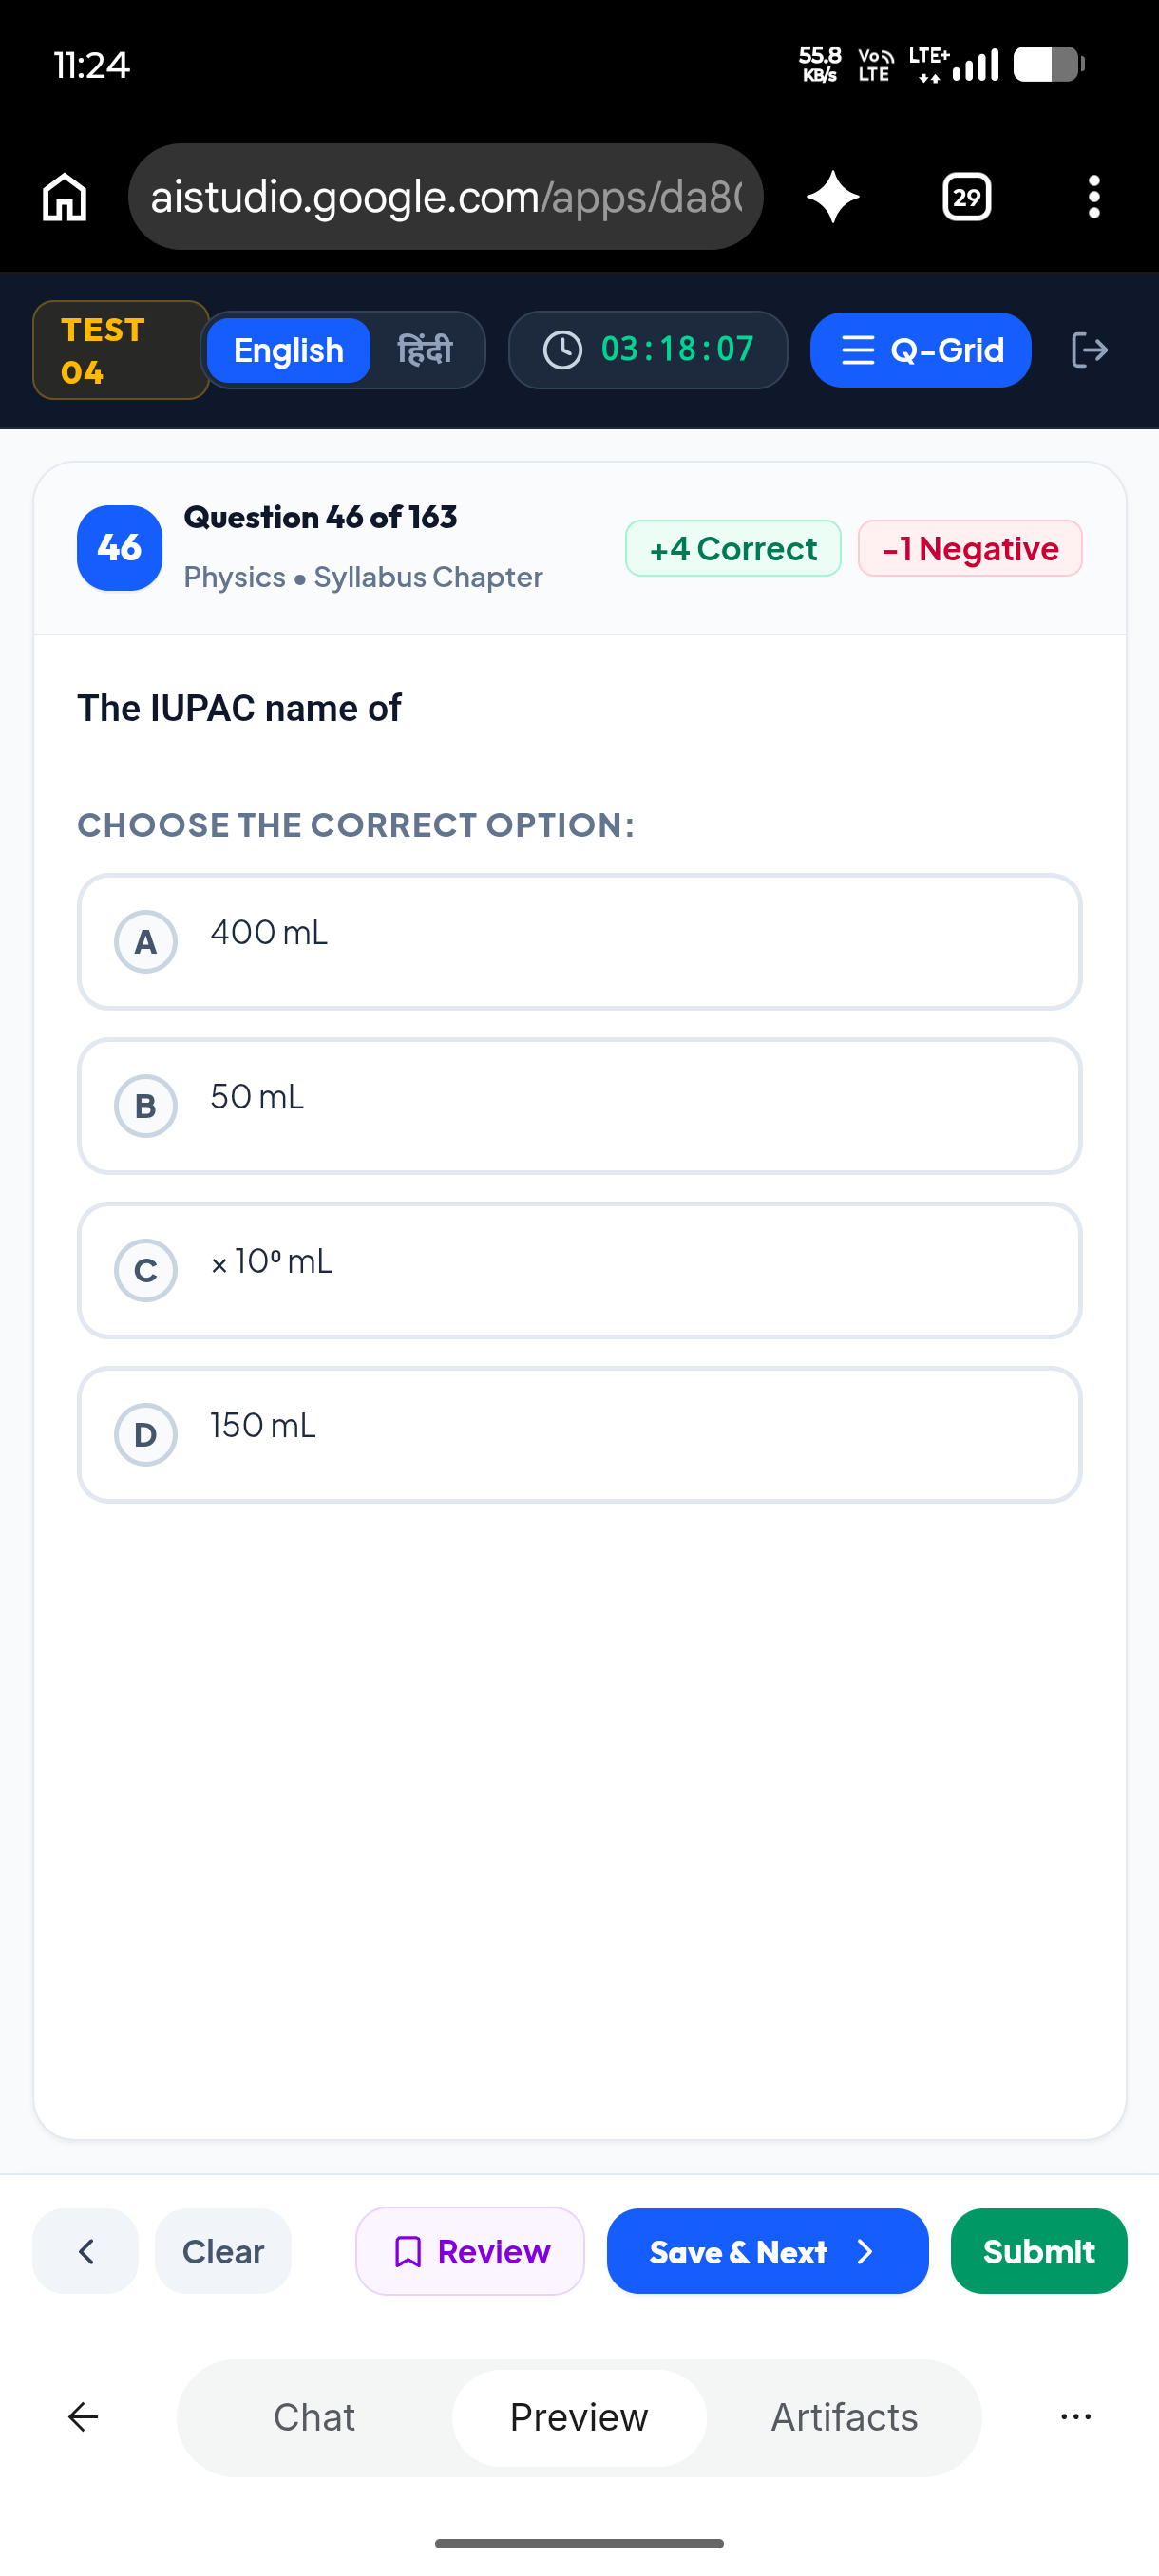 11:24
55.8 KB/s Vo LTE LTE+
aistudio.google.com/apps/da8
29
TEST 04
English
हिंदी
03:18:07
Q-Grid
46
Question 46 of 163
Physics • Syllabus Chapter
+4 Correct
-1 Negative
The IUPAC name of
CHOOSE THE CORRECT OPTION:
A 400 mL
B 50 mL
C × 10⁰ mL
D 150 mL
Clear
Review
Save & Next
Submit
Chat
Preview
Artifacts